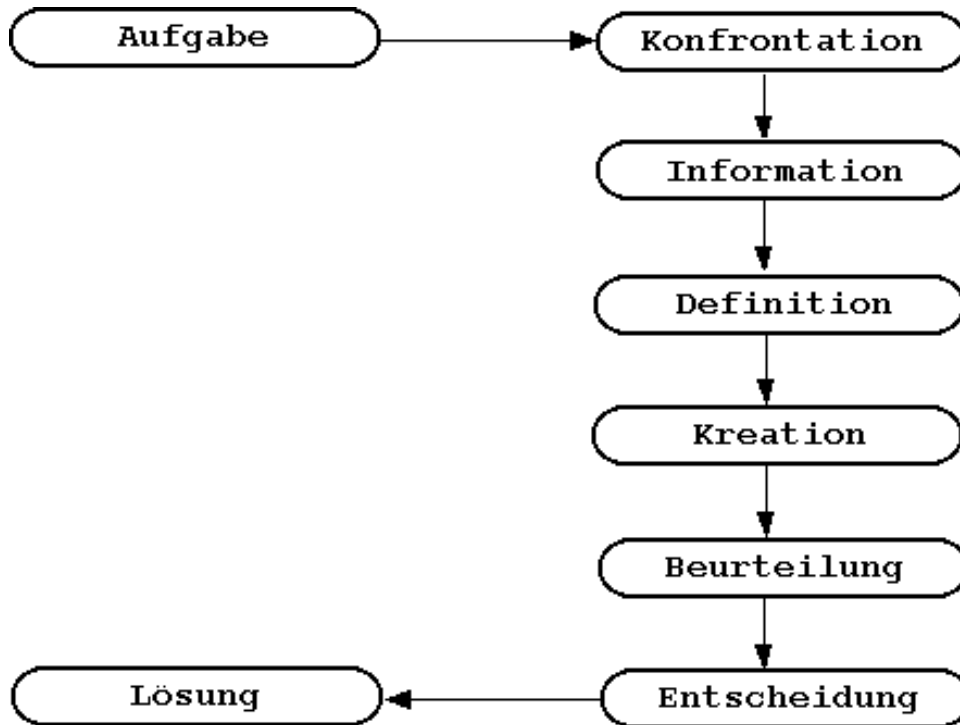 Aufgabe
Konfrontation
Information
Definition
Kreation
Beurteilung
Entscheidung
Lösung